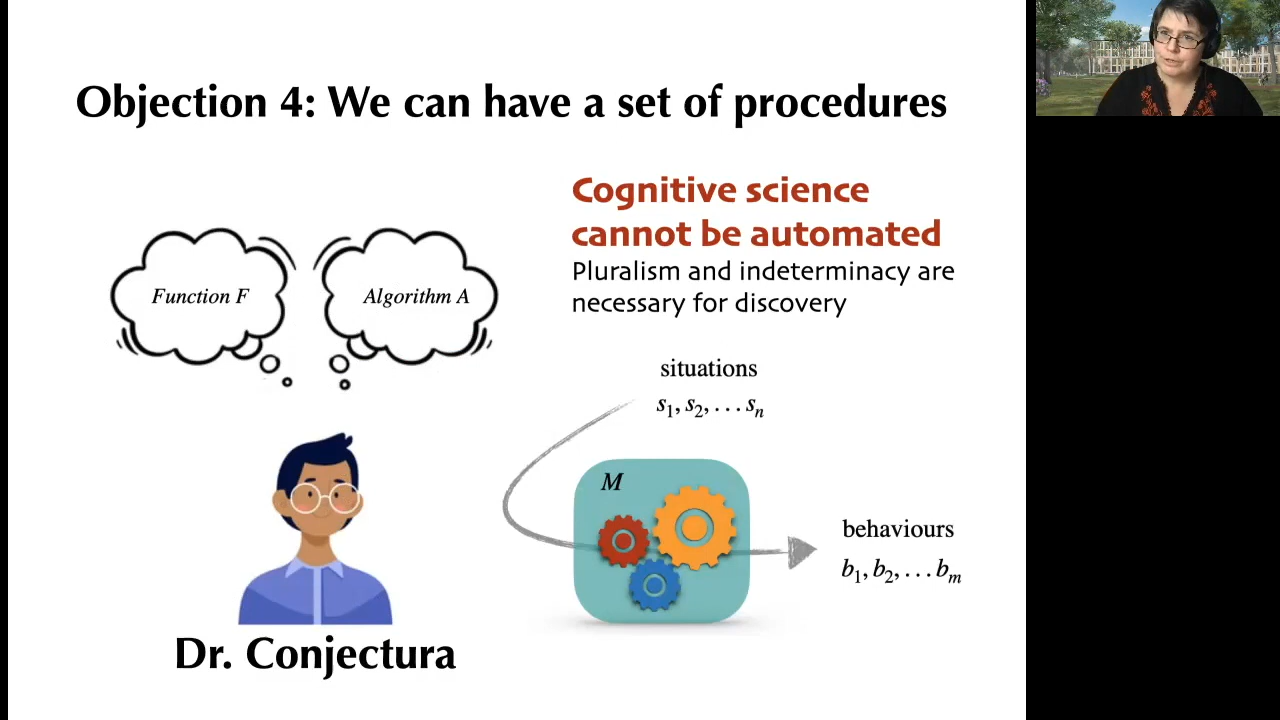 Objection 4: We can have a set of procedures
Cognitive science
cannot be automated
Pluralism and indeterminacy are
necessary for discovery
Function F
Algorithm A
situations
s₁, s₂, . . . sₙ
M
behaviours
b₁, b₂, . . . bₘ
Dr. Conjectura